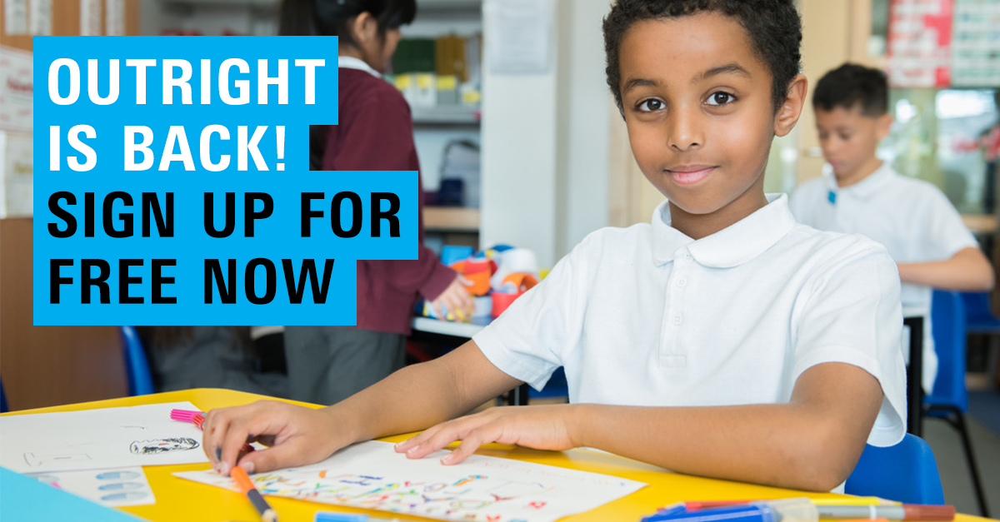 OUTRIGHT
IS BACK!
SIGN UP FOR
FREE NOW